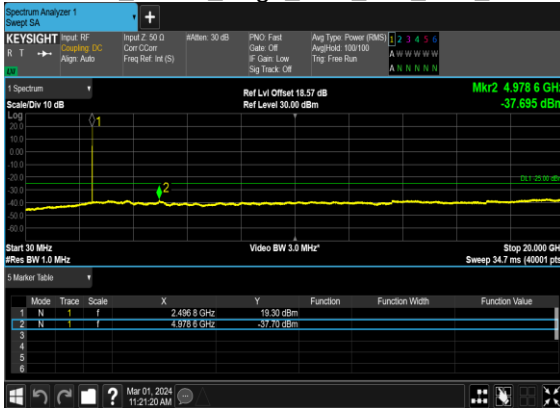 Spectrum Analyzer 1
Swept SA
+
KEYSIGHT Input: RF Input Z: 50 Ω #Atten: 30 dB PNO: Fast Avg Type: Power (RMS) 1 2 3 4 5 6
R T Coupling: DC Corr CCorr Gate: Off Avg|Hold: 100/100 A W W W W W
Align: Auto Freq Ref: Int (S) IF Gain: Low Trig: Free Run
Sig Track: Off A N N N N N
1 Spectrum
Ref Lvl Offset 18.57 dB Mkr2 4.978 6 GHz
Scale/Div 10 dB Ref Level 30.00 dBm -37.695 dBm
Log
20.0
10.0
0.00
-10.0
-20.0
-30.0
-40.0
-50.0
-60.0
1
2
DL1 -25.00 dBm
Start 30 MHz Video BW 3.0 MHz* Stop 20.000 GHz
#Res BW 1.0 MHz Sweep 34.7 ms (40001 pts)
5 Marker Table
Mode Trace Scale X Y Function Function Width Function Value
1 N 1 f 2.496 8 GHz 19.30 dBm
2 N 1 f 4.978 6 GHz -37.70 dBm
3
4
5
6
? Mar 01, 2024
11:21:20 AM